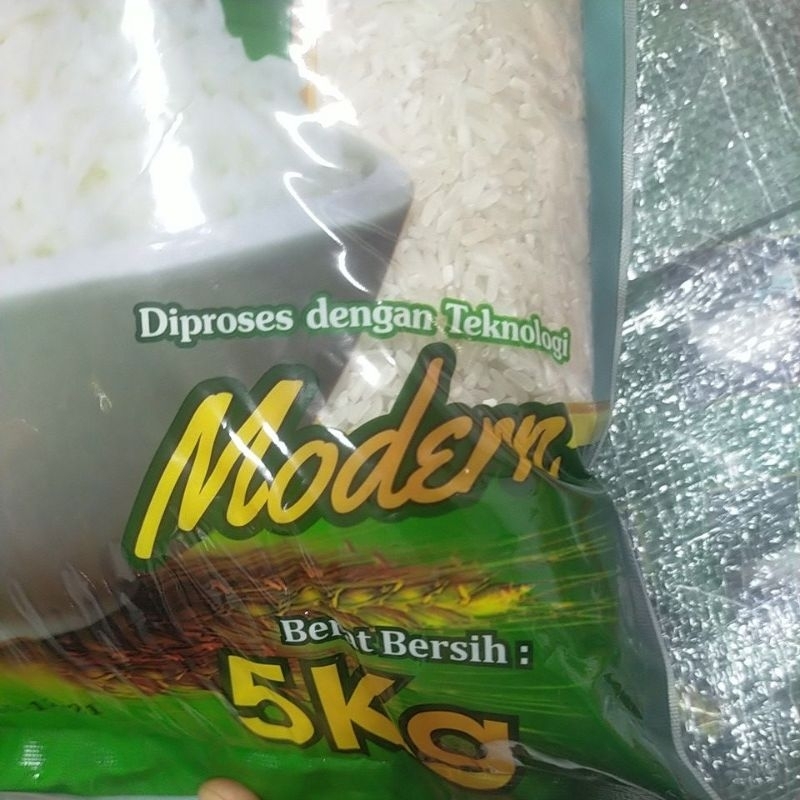 Diproses dengan Teknologi
Modern
Berat Bersih :
5Kg